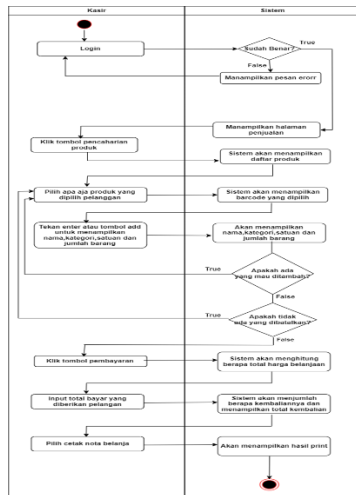 Kasir
Sistem
Login
Sudah Benar?
True
False
Manampilkan pesan erorr
Manampilkan halaman
penjualan
Klik tombol pencaharian
produk
Sistem akan menampilkan
daftar produk
Pilih apa aja produk yang
dipilih pelanggan
Sistem akan menampilkan
barcode yang dipilih
Tekan enter atau tombol add
untuk menampilkan
nama,kategori,satuan dan
jumlah barang
Akan menampilkan
nama,kategori,satuan dan
jumlah barang
True
Apakah ada
yang mau ditambah?
False
True
Apakah tidak
ada yang dibatalkan?
False
Klik tombol pembayaran
Sistem akan menghitung
berapa total harga belanjaan
Input total bayar yang
diberikan pelangan
Sistem akan menjumlah
berapa kembaliannya dan
menampilkan total kembalian
Pilih cetak nota belanja
Akan menampilkan hasil print